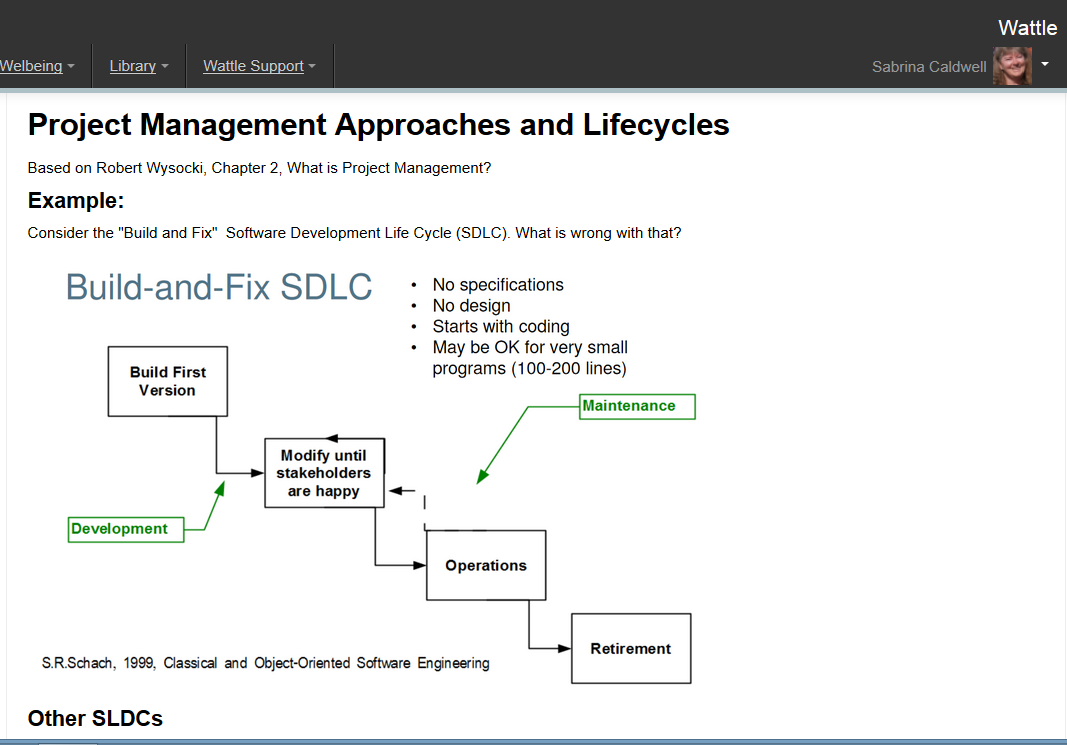 Wattle
Welbeing
Library
Wattle Support
Sabrina Caldwell
Project Management Approaches and Lifecycles
Based on Robert Wysocki, Chapter 2, What is Project Management?
Example:
Consider the "Build and Fix"  Software Development Life Cycle (SDLC). What is wrong with that?
Build-and-Fix SDLC
• No specifications
• No design
• Starts with coding
• May be OK for very small
programs (100-200 lines)
Build First
Version
Maintenance
Modify until
stakeholders
are happy
Development
Operations
Retirement
S.R.Schach, 1999, Classical and Object-Oriented Software Engineering
Other SLDCs